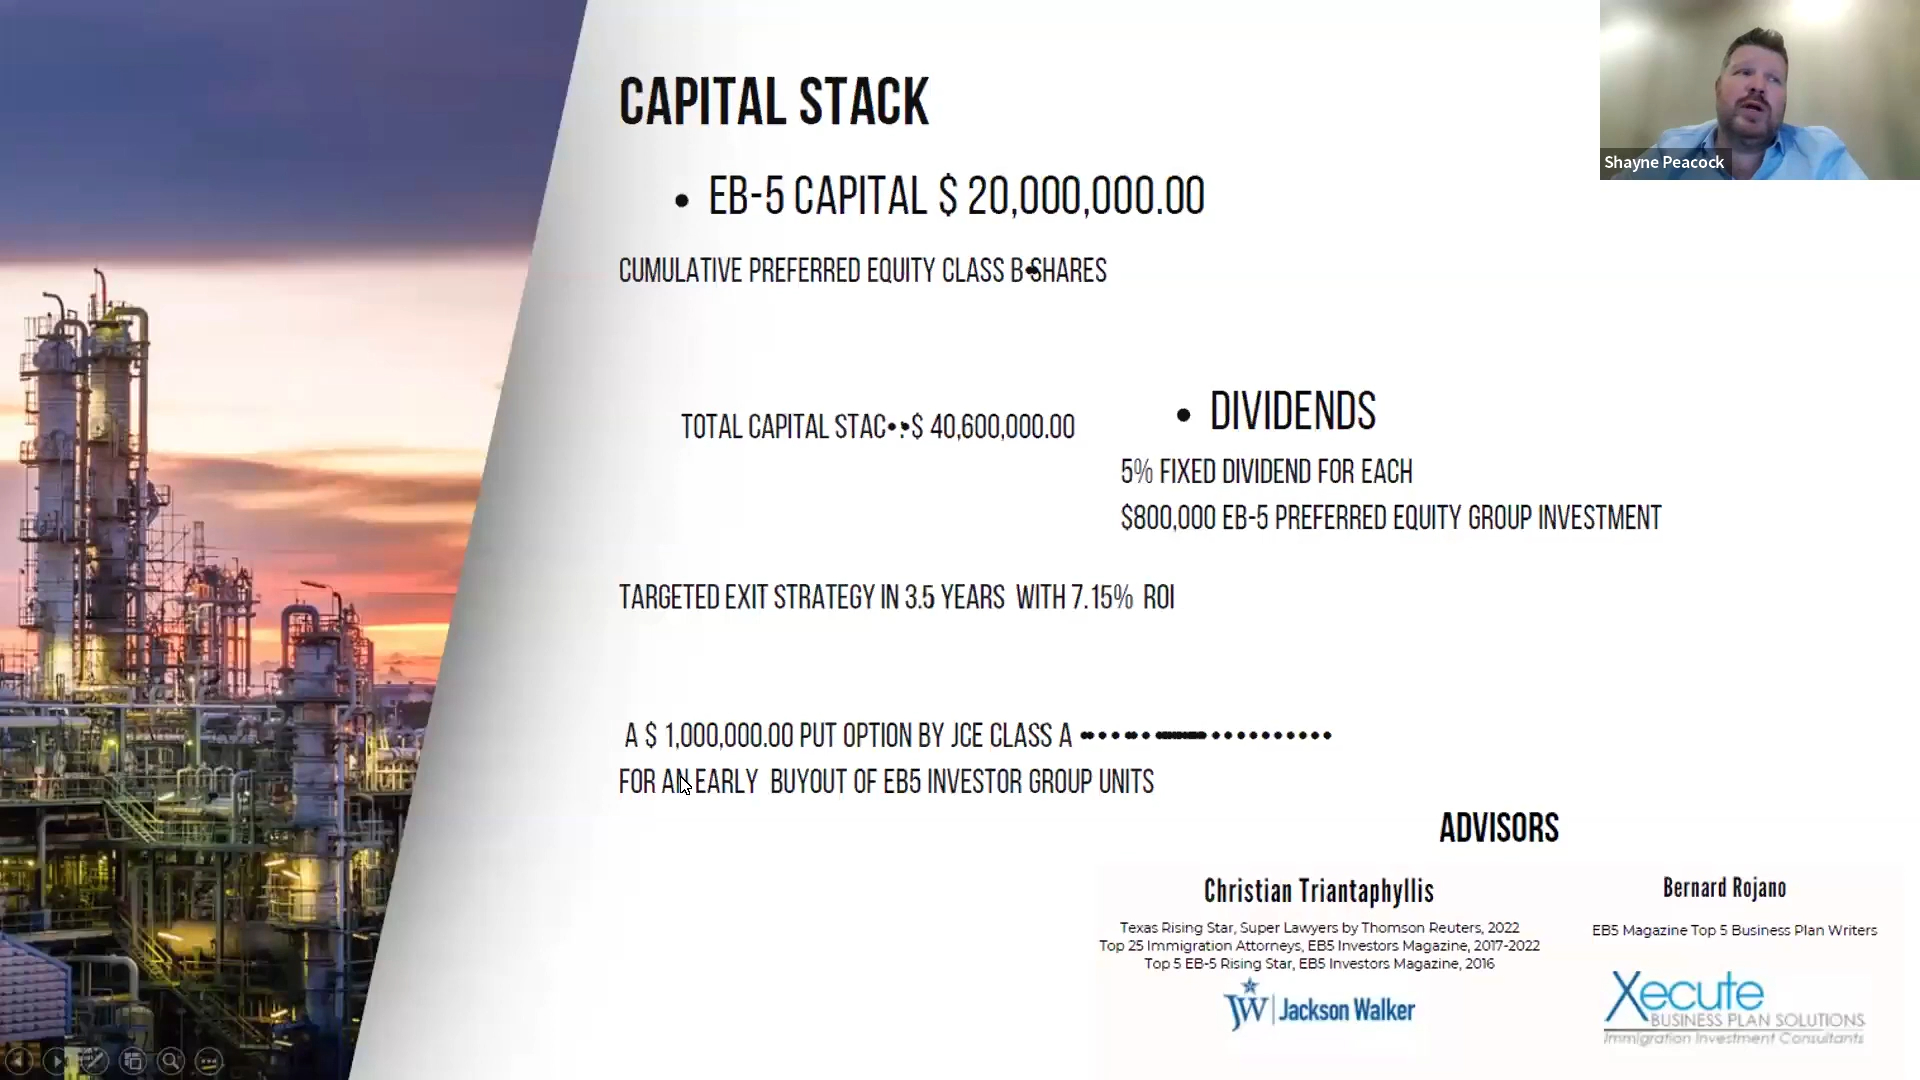 CAPITAL STACK
Shayne Peacock
• EB-5 CAPITAL $ 20,000,000.00
CUMULATIVE PREFERRED EQUITY CLASS B SHARES
TOTAL CAPITAL STAC $ 40,600,000.00
• DIVIDENDS
5% FIXED DIVIDEND FOR EACH
$800,000 EB-5 PREFERRED EQUITY GROUP INVESTMENT
TARGETED EXIT STRATEGY IN 3.5 YEARS WITH 7.15% ROI
A $ 1,000,000.00 PUT OPTION BY JCE CLASS A
FOR AN EARLY BUYOUT OF EB5 INVESTOR GROUP UNITS
ADVISORS
Christian Triantaphyllis
Texas Rising Star, Super Lawyers by Thomson Reuters, 2022
Top 25 Immigration Attorneys, EB5 Investors Magazine, 2017-2022
Top 5 EB-5 Rising Star, EB5 Investors Magazine, 2016
JW | Jackson Walker
Bernard Rojano
EB5 Magazine Top 5 Business Plan Writers
Xecute
BUSINESS PLAN SOLUTIONS
Immigration Investment Consultants